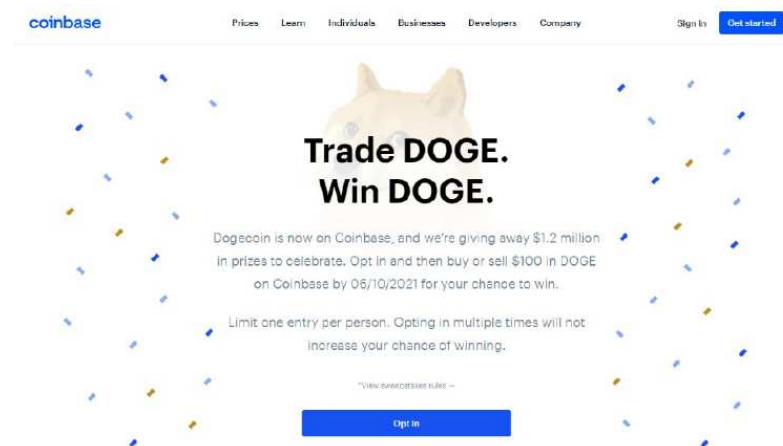 coinbase
Prices Learn Individuals Businesses Developers Company
Sign In Get started
Trade DOGE.
Win DOGE.
Dogecoin is now on Coinbase, and we're giving away $1.2 million
in prizes to celebrate. Opt in and then buy or sell $100 in DOGE
on Coinbase by 06/10/2021 for your chance to win.
Limit one entry per person. Opting in multiple times will not
increase your chance of winning.
*View sweepstakes rules →
Opt in